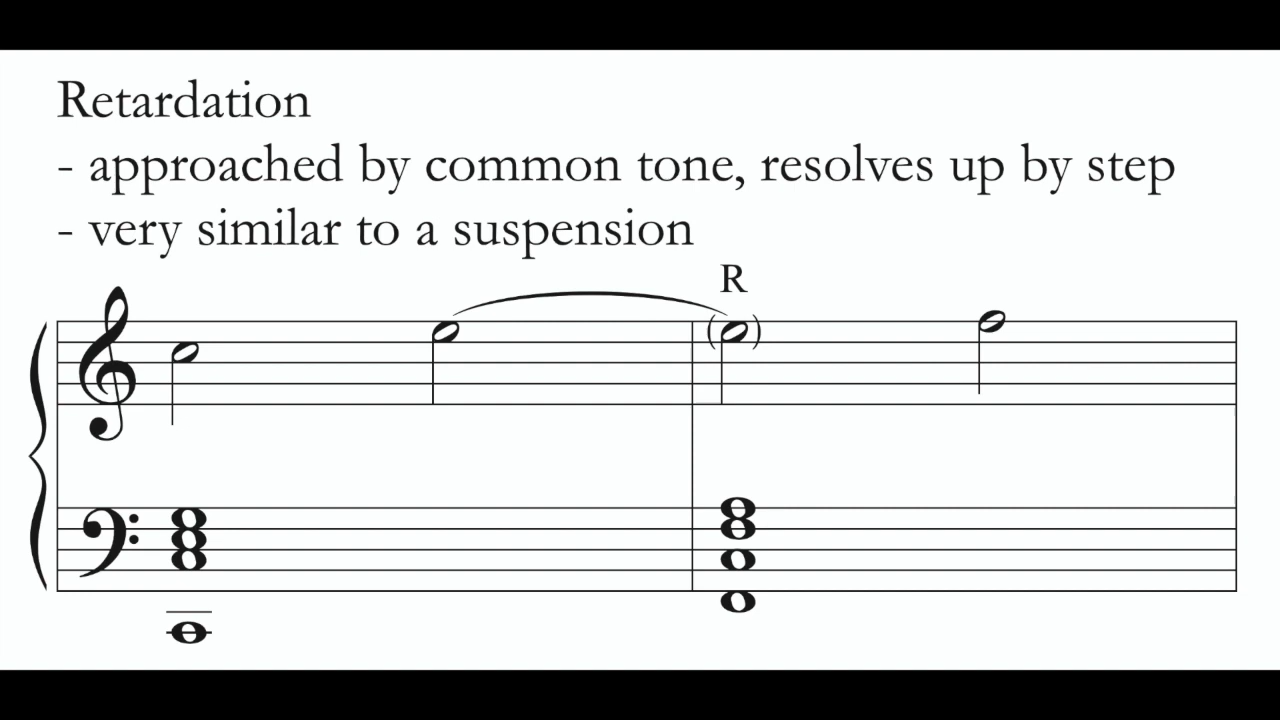 Retardation
- approached by common tone, resolves up by step
- very similar to a suspension
R